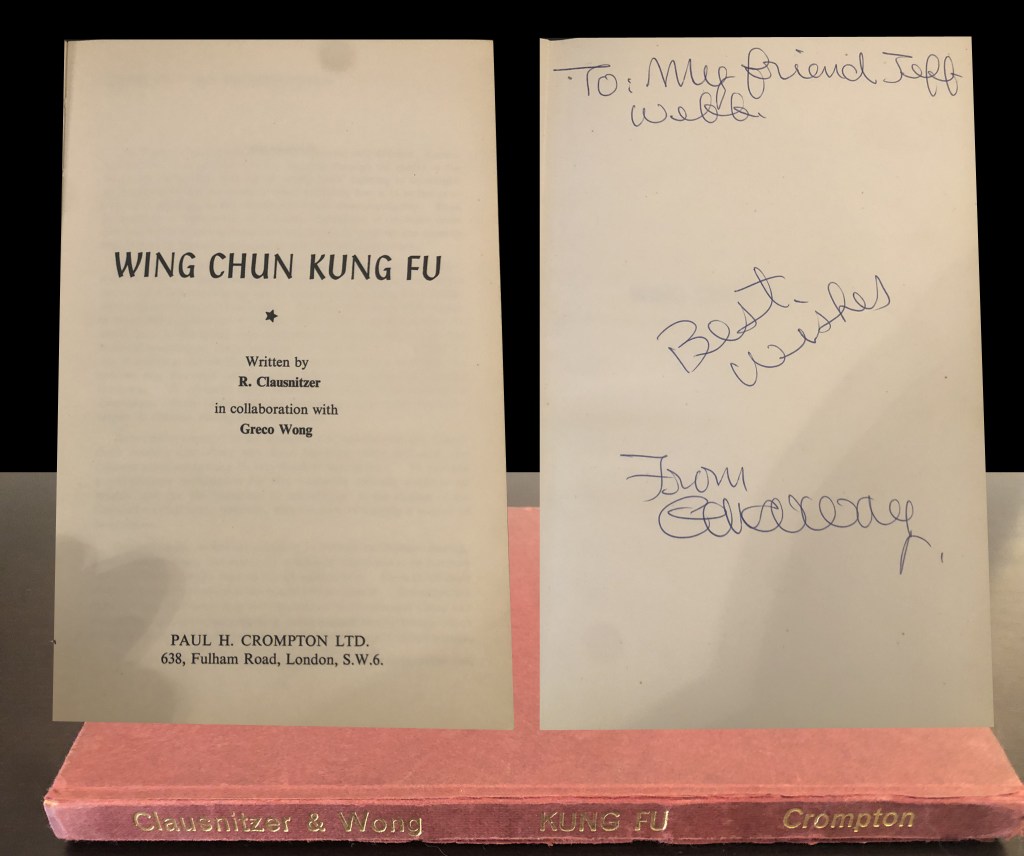 WING CHUN KUNG FU
Written by
R. Clausnitzer
in collaboration with
Greco Wong
PAUL H. CROMPTON LTD.
638, Fulham Road, London, S.W.6.
To: My friend Jeff
Webb.
Best
Wishes
From
Clausnitzer & Wong KUNG FU Crompton